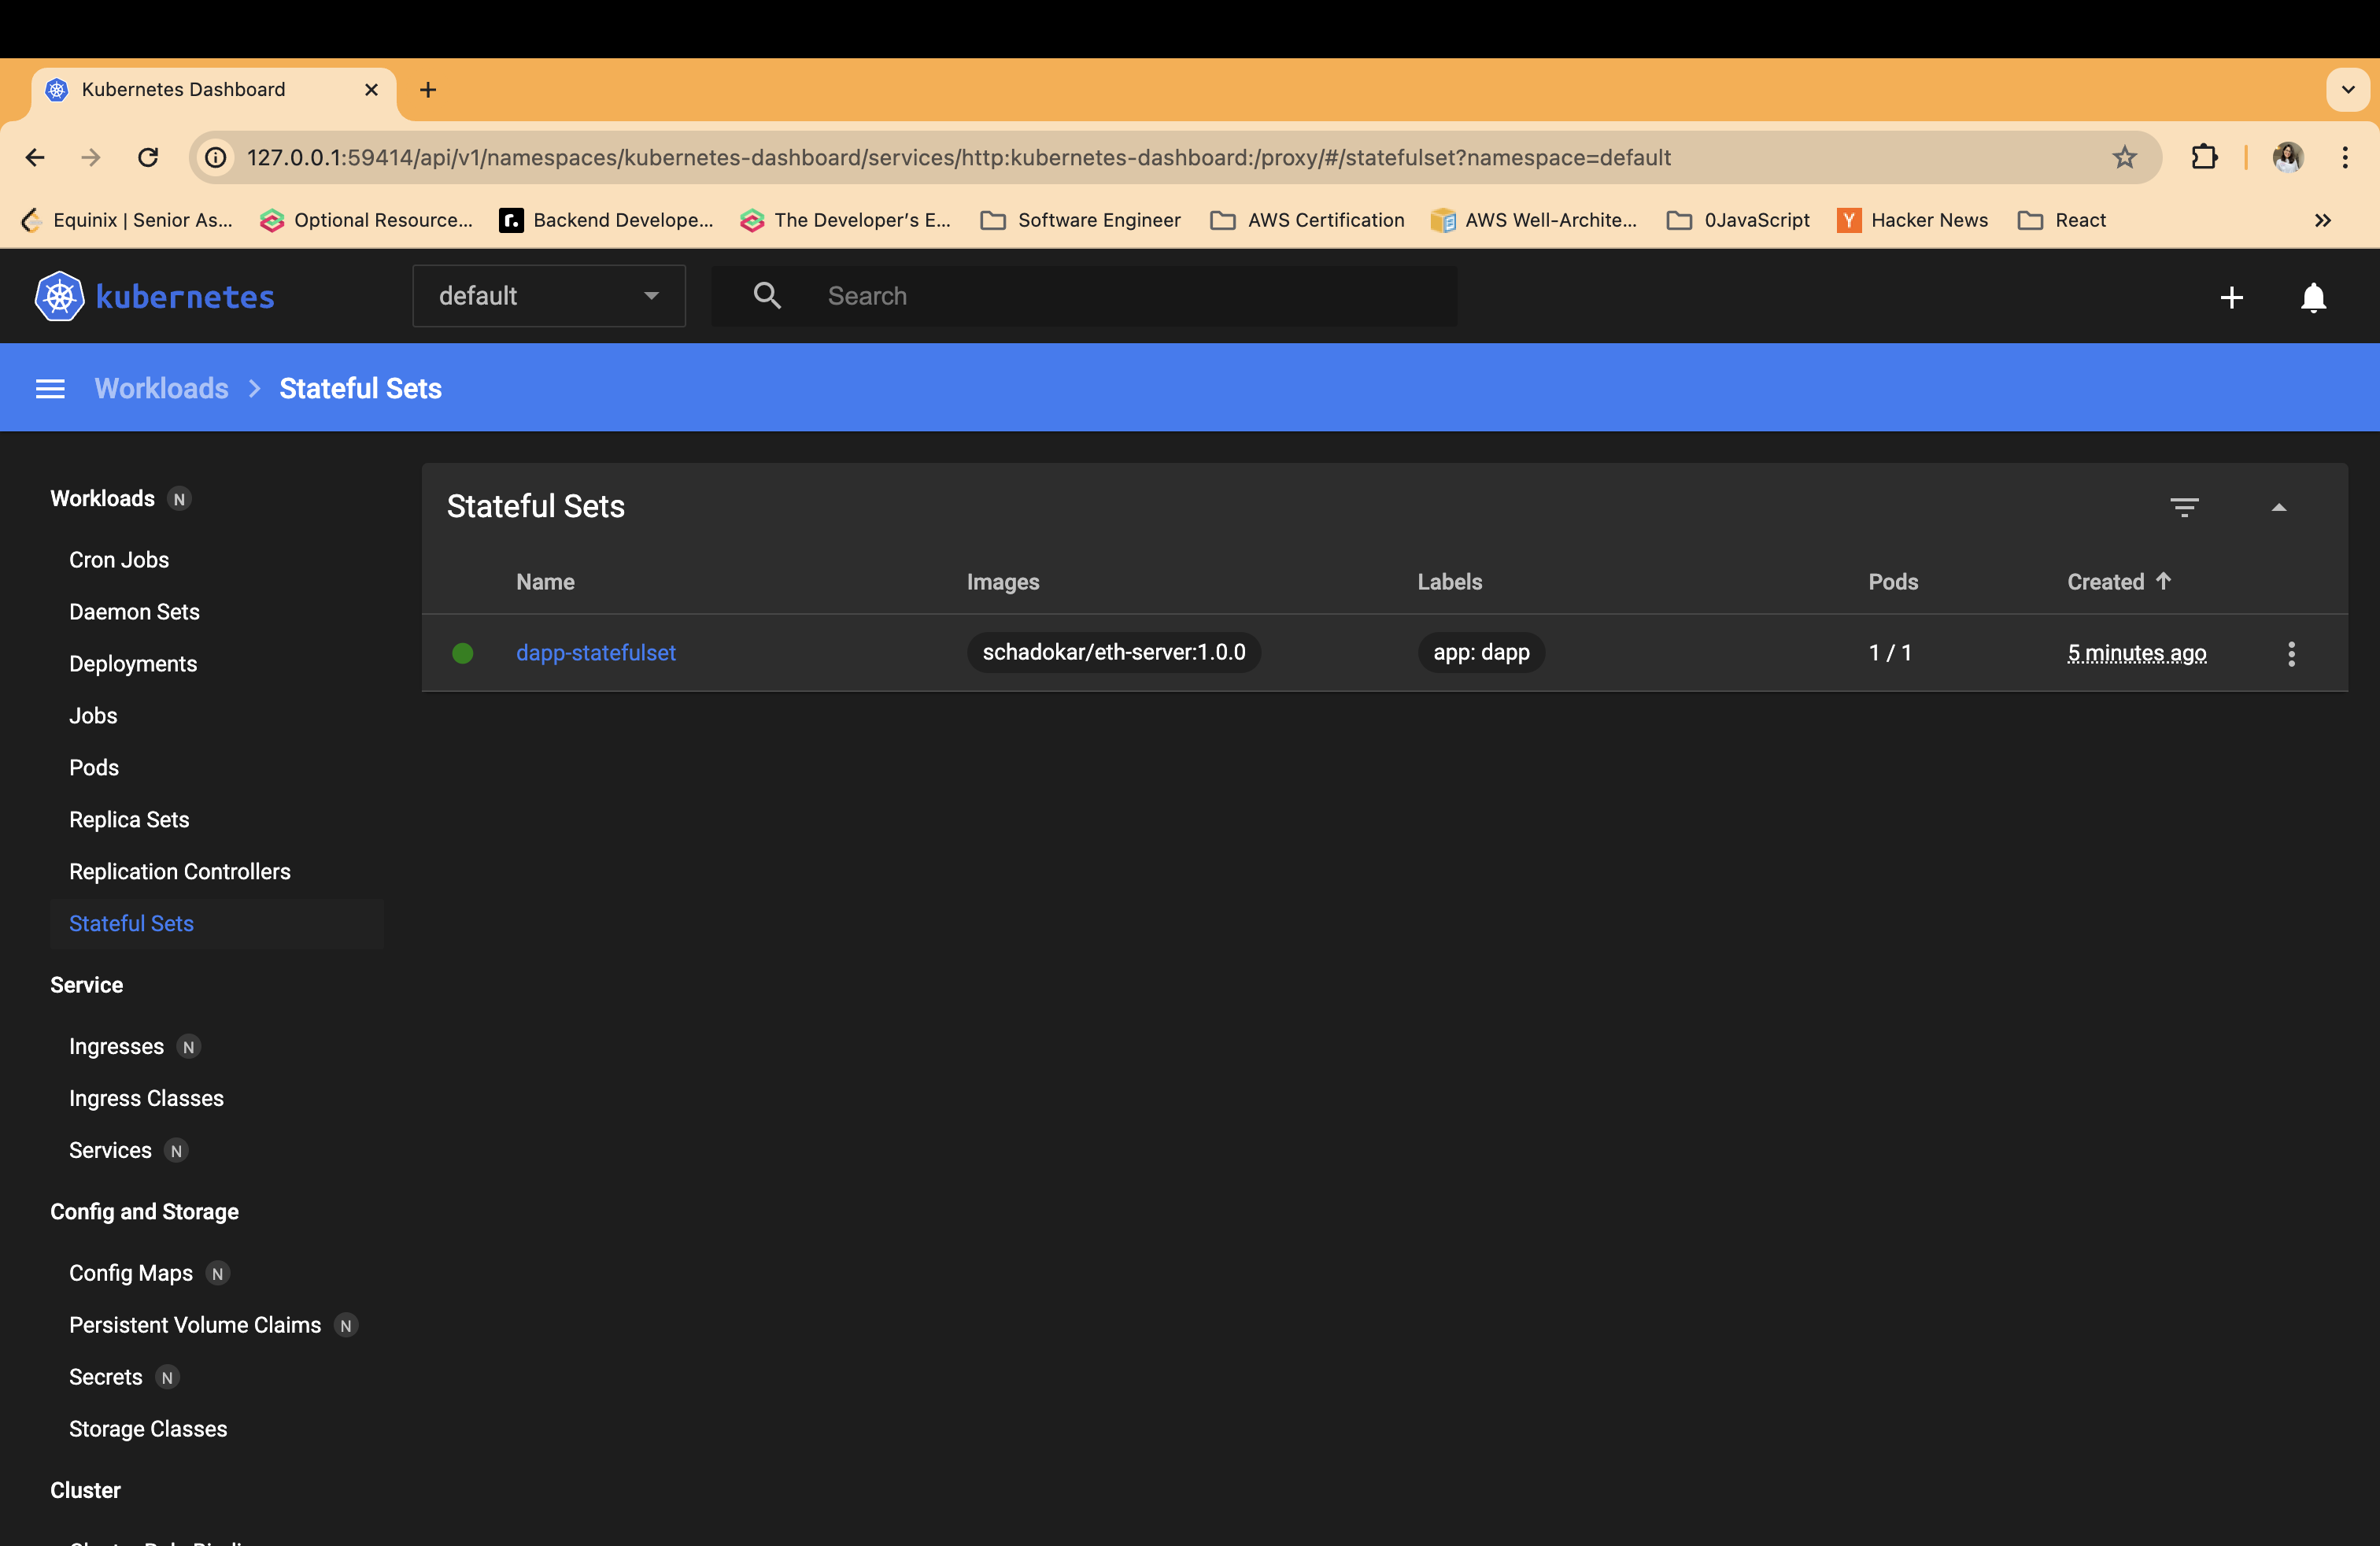 Kubernetes Dashboard
127.0.0.1:59414/api/v1/namespaces/kubernetes-dashboard/services/http:kubernetes-dashboard:/proxy/#/statefulset?namespace=default
Equinix | Senior As... Optional Resource... r. Backend Develope... The Developer's E... Software Engineer AWS Certification AWS Well-Archite... 0JavaScript Y Hacker News React
kubernetes default Search
Workloads Stateful Sets
Workloads N
Cron Jobs
Daemon Sets
Deployments
Jobs
Pods
Replica Sets
Replication Controllers
Stateful Sets
Service
Ingresses N
Ingress Classes
Services N
Config and Storage
Config Maps N
Persistent Volume Claims N
Secrets N
Storage Classes
Cluster
Stateful Sets
Name Images Labels Pods Created
dapp-statefulset schadokar/eth-server:1.0.0 app: dapp 1 / 1 5 minutes ago